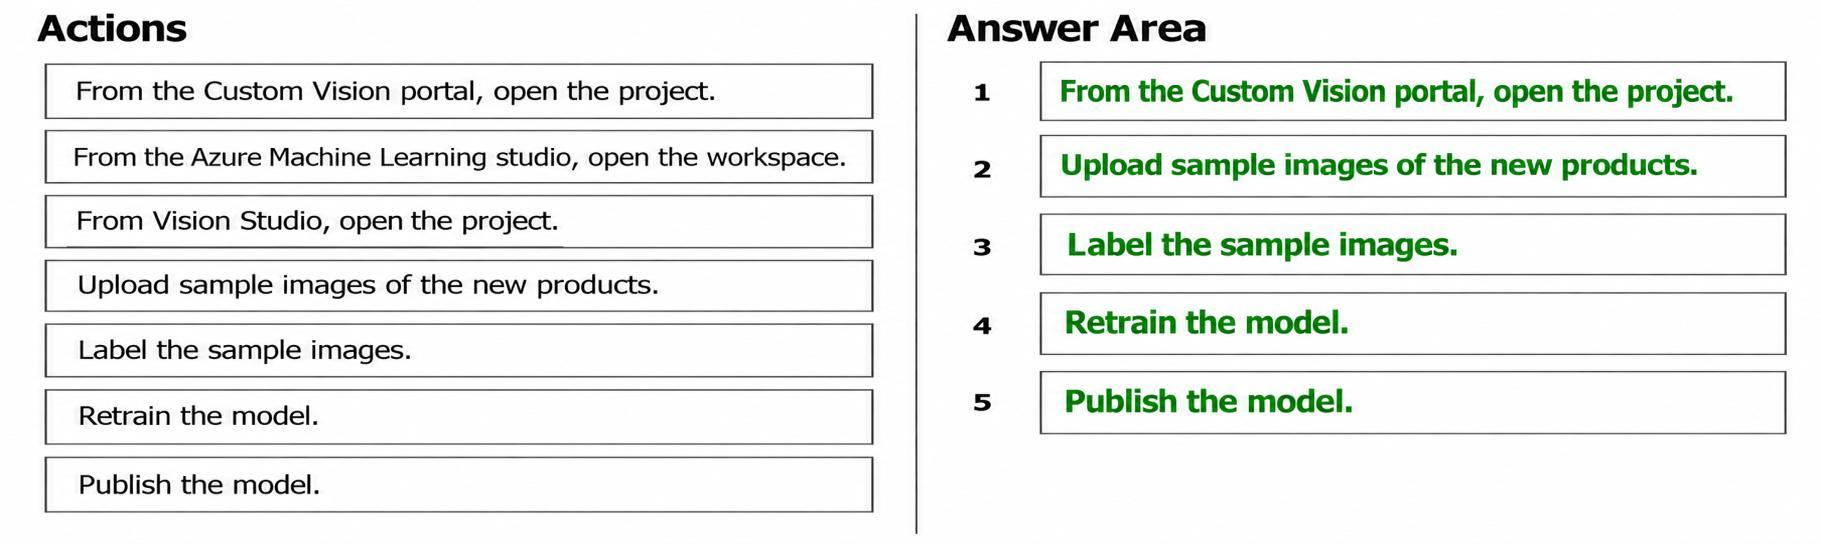 Actions
From the Custom Vision portal, open the project.
From the Azure Machine Learning studio, open the workspace.
From Vision Studio, open the project.
Upload sample images of the new products.
Label the sample images.
Retrain the model.
Publish the model.
Answer Area
1 From the Custom Vision portal, open the project.
2 Upload sample images of the new products.
3 Label the sample images.
4 Retrain the model.
5 Publish the model.